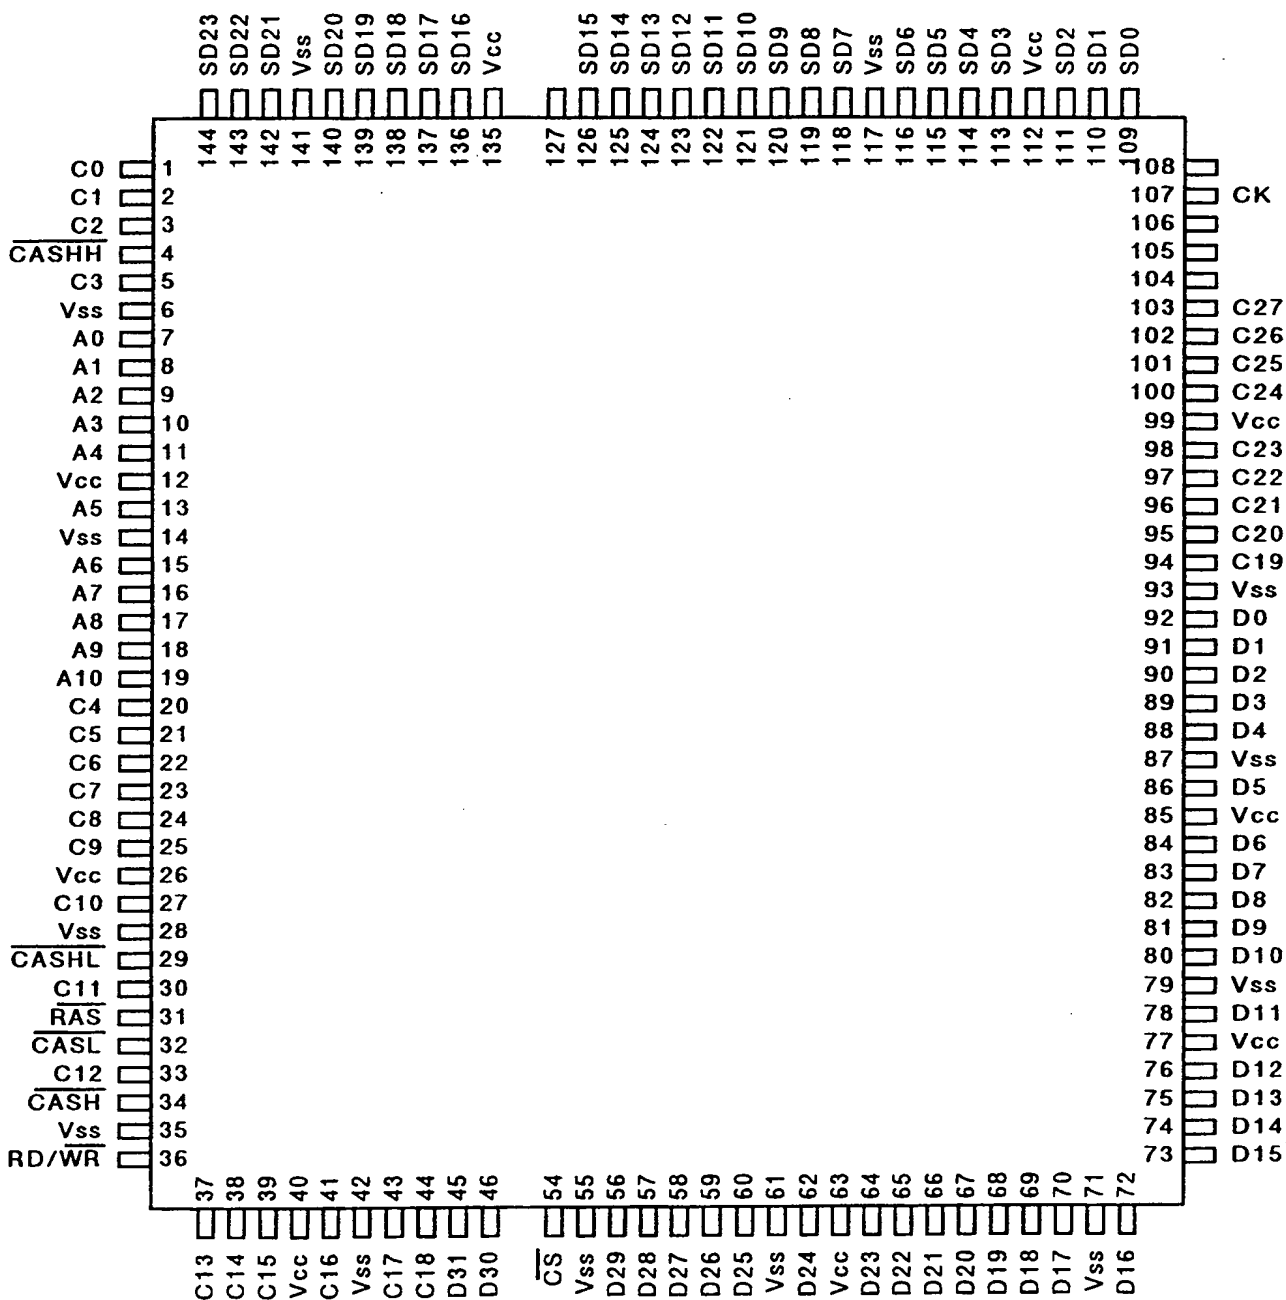 SD23 SD22 SD21 Vss SD20 SD19 SD18 SD17 SD16 Vcc SD15 SD14 SD13 SD12 SD11 SD10 SD9 SD8 SD7 Vss SD6 SD5 SD4 SD3 Vcc SD2 SD1 SD0
144 143 142 141 140 139 138 137 136 135 127 126 125 124 123 122 121 120 119 118 117 116 115 114 113 112 111 110 109
C0 1 108
C1 2 107 CK
C2 3 106
CASHH 4 105
C3 5 104
Vss 6 103 C27
A0 7 102 C26
A1 8 101 C25
A2 9 100 C24
A3 10 99 Vcc
A4 11 98 C23
Vcc 12 97 C22
A5 13 96 C21
Vss 14 95 C20
A6 15 94 C19
A7 16 93 Vss
A8 17 92 D0
A9 18 91 D1
A10 19 90 D2
C4 20 89 D3
C5 21 88 D4
C6 22 87 Vss
C7 23 86 D5
C8 24 85 Vcc
C9 25 84 D6
Vcc 26 83 D7
C10 27 82 D8
Vss 28 81 D9
CASHL 29 80 D10
C11 30 79 Vss
RAS 31 78 D11
CASL 32 77 Vcc
C12 33 76 D12
CASH 34 75 D13
Vss 35 74 D14
RD/WR 36 73 D15
37 38 39 40 41 42 43 44 45 46 54 55 56 57 58 59 60 61 62 63 64 65 66 67 68 69 70 71 72
C13 C14 C15 Vcc C16 Vss C17 C18 D31 D30 CS Vss D29 D28 D27 D26 D25 Vss D24 Vcc D23 D22 D21 D20 D19 D18 D17 Vss D16